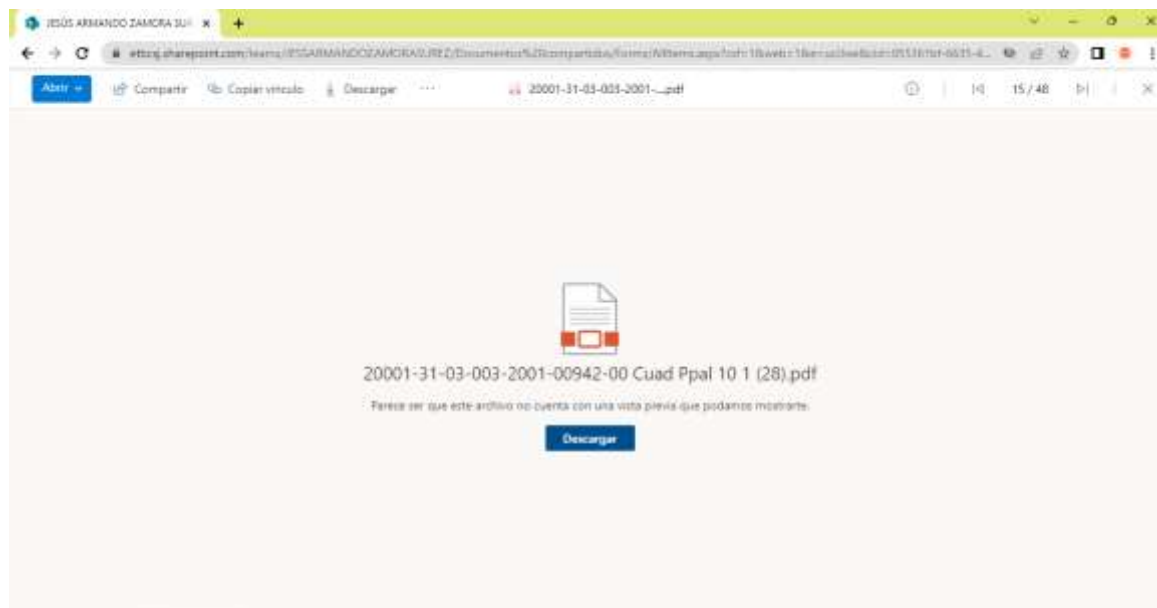 JESÚS ARMANDO ZAMORA SU
Abrir
Compartir
Copiar vínculo
Descargar
20001-31-03-003-2001-...pdf
15 / 48
20001-31-03-003-2001-00942-00 Cuad Ppal 10 1 (28).pdf
Parece ser que este archivo no cuenta con una vista previa que podamos mostrarte.
Descargar